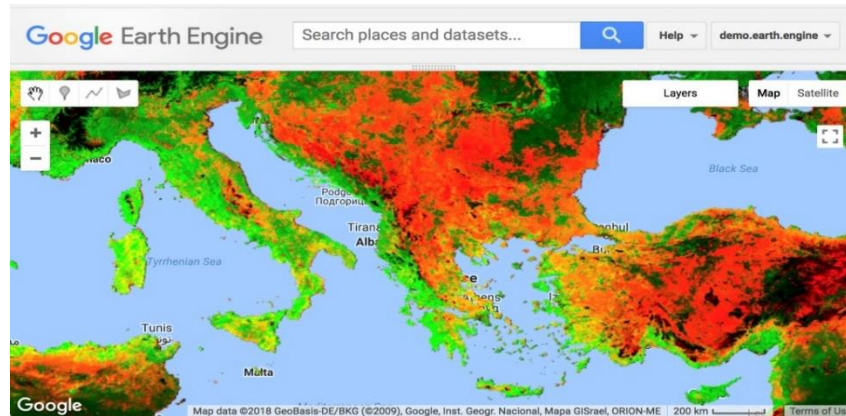 Google Earth Engine
Search places and datasets...
Help
demo.earth.engine
Layers
Map Satellite
Black Sea
Podgo
Подгориц
Tirana
Tyrrhenian Sea
Tunis
تونس
Malta
Google
Map data ©2018 GeoBasis-DE/BKG (©2009), Google, Inst. Geogr. Nacional, Mapa GISrael, ORION-ME 200 km Terms of Us